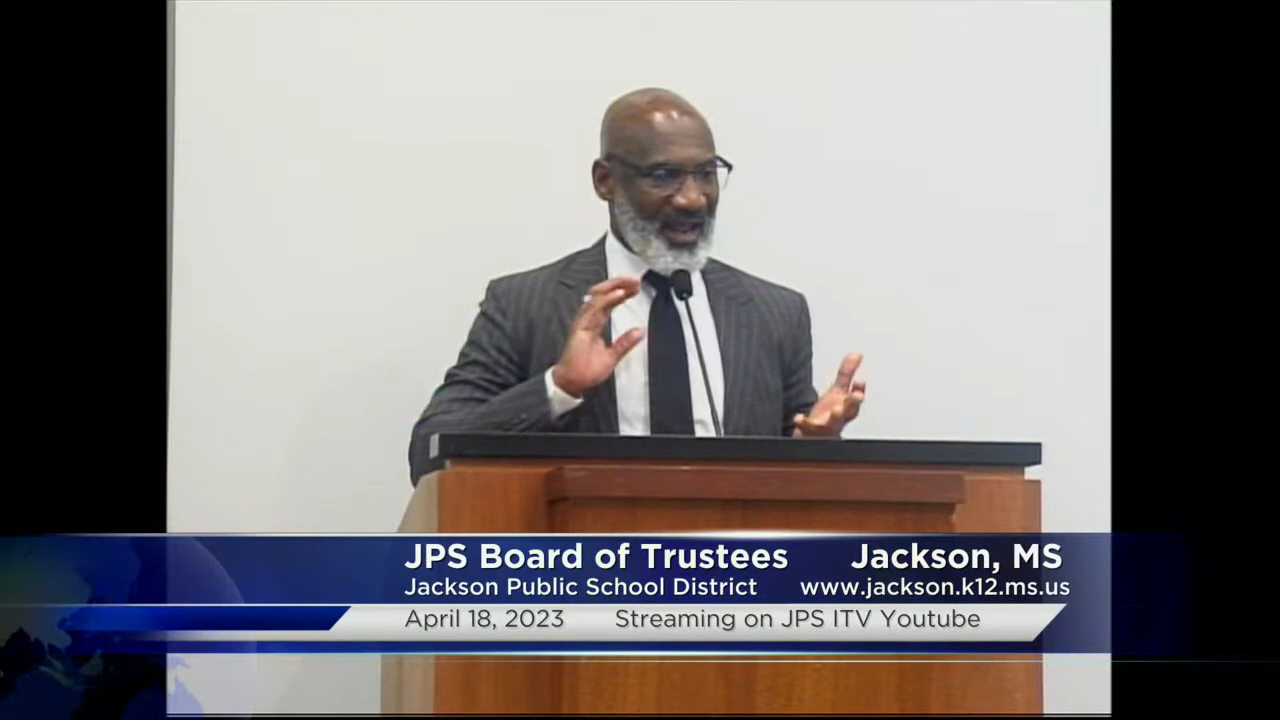 JPS Board of Trustees Jackson, MS
Jackson Public School District www.jackson.k12.ms.us
April 18, 2023 Streaming on JPS ITV Youtube